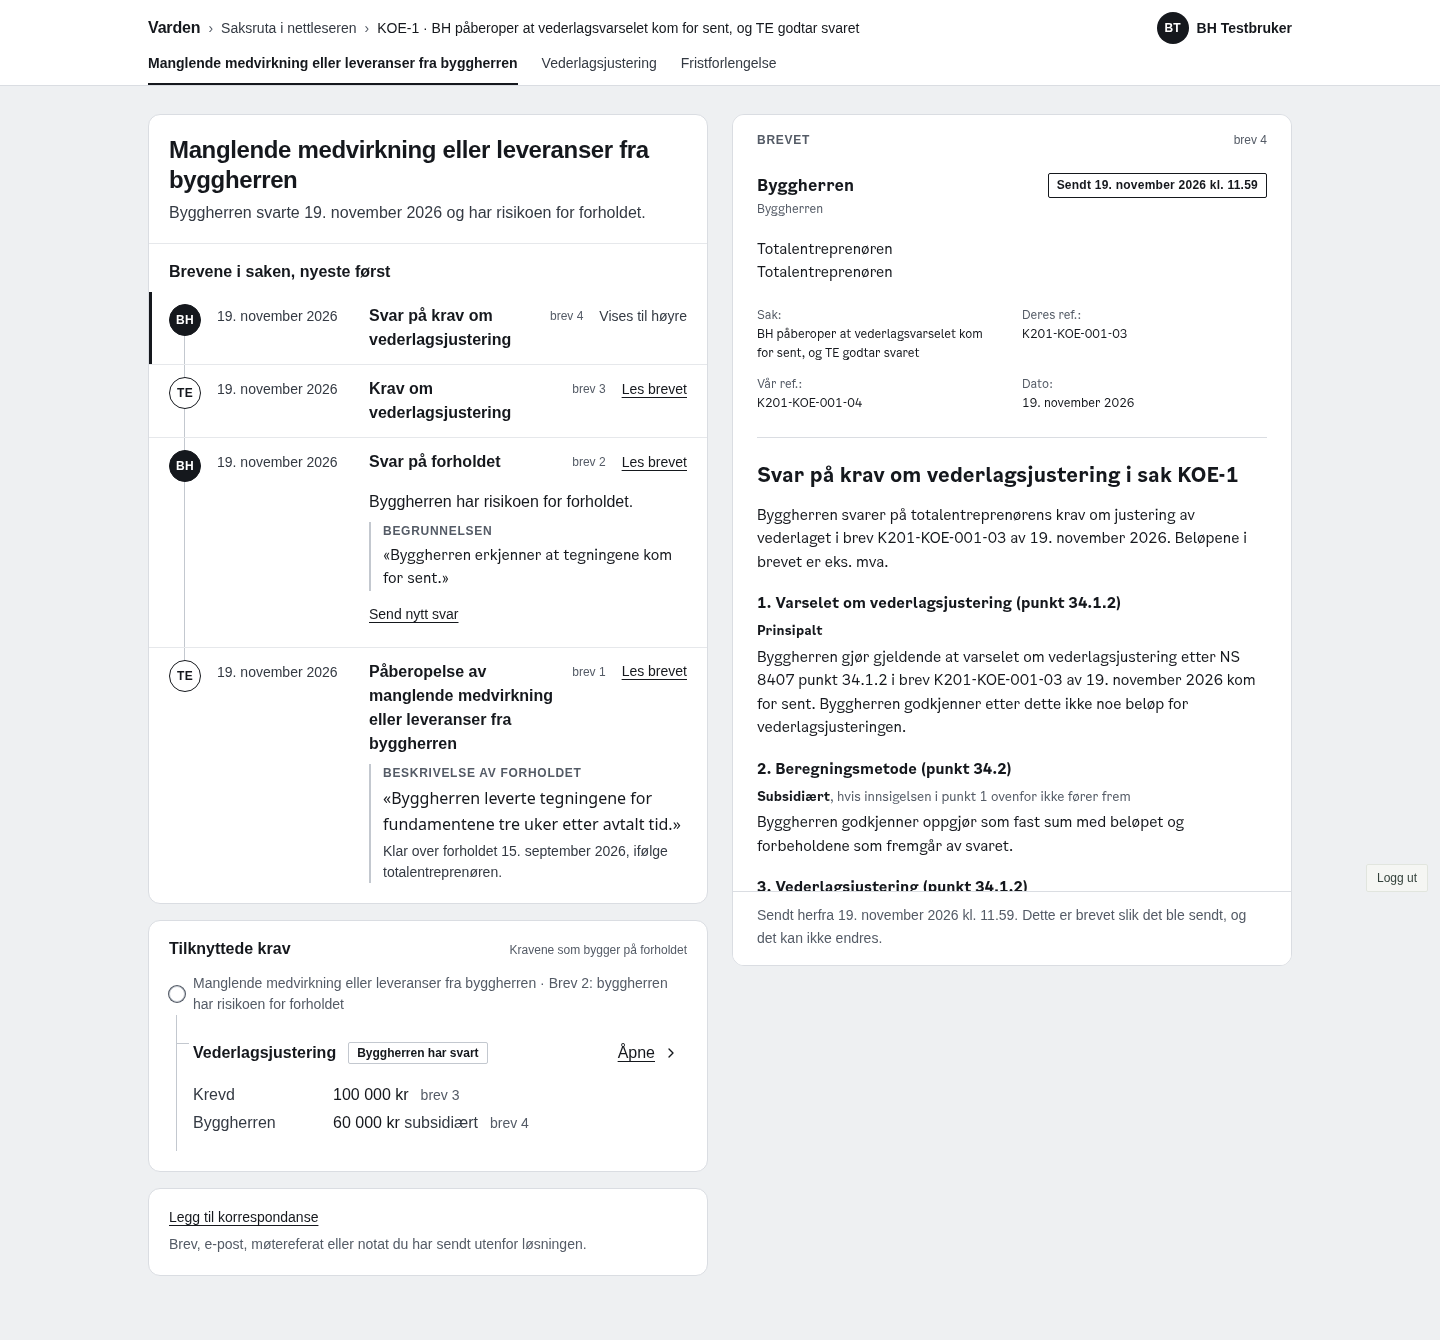 Varden › Saksruta i nettleseren › KOE-1 · BH påberoper at vederlagsvarselet kom for sent, og TE godtar svaret
BT BH Testbruker
Manglende medvirkning eller leveranser fra byggherren Vederlagsjustering Fristforlengelse
Manglende medvirkning eller leveranser fra
byggherren
Byggherren svarte 19. november 2026 og har risikoen for forholdet.
Brevene i saken, nyeste først
BH 19. november 2026 Svar på krav om brev 4 Vises til høyre
vederlagsjustering
TE 19. november 2026 Krav om brev 3 Les brevet
vederlagsjustering
BH 19. november 2026 Svar på forholdet brev 2 Les brevet
Byggherren har risikoen for forholdet.
BEGRUNNELSEN
«Byggherren erkjenner at tegningene kom
for sent.»
Send nytt svar
TE 19. november 2026 Påberopelse av brev 1 Les brevet
manglende medvirkning
eller leveranser fra
byggherren
BESKRIVELSE AV FORHOLDET
«Byggherren leverte tegningene for
fundamentene tre uker etter avtalt tid.»
Klar over forholdet 15. september 2026, ifølge
totalentreprenøren.
Tilknyttede krav Kravene som bygger på forholdet
Manglende medvirkning eller leveranser fra byggherren · Brev 2: byggherren
har risikoen for forholdet
Vederlagsjustering Byggherren har svart Åpne
Krevd 100 000 kr brev 3
Byggherren 60 000 kr subsidiært brev 4
Legg til korrespondanse
Brev, e-post, møtereferat eller notat du har sendt utenfor løsningen.
BREVET brev 4
Byggherren Sendt 19. november 2026 kl. 11.59
Byggherren
Totalentreprenøren
Totalentreprenøren
Sak: Deres ref.:
BH påberoper at vederlagsvarselet kom K201-KOE-001-03
for sent, og TE godtar svaret
Vår ref.: Dato:
K201-KOE-001-04 19. november 2026
Svar på krav om vederlagsjustering i sak KOE-1
Byggherren svarer på totalentreprenørens krav om justering av
vederlaget i brev K201-KOE-001-03 av 19. november 2026. Beløpene i
brevet er eks. mva.
1. Varselet om vederlagsjustering (punkt 34.1.2)
Prinsipalt
Byggherren gjør gjeldende at varselet om vederlagsjustering etter NS
8407 punkt 34.1.2 i brev K201-KOE-001-03 av 19. november 2026 kom
for sent. Byggherren godkjenner etter dette ikke noe beløp for
vederlagsjusteringen.
2. Beregningsmetode (punkt 34.2)
Subsidiært, hvis innsigelsen i punkt 1 ovenfor ikke fører frem
Byggherren godkjenner oppgjør som fast sum med beløpet og
forbeholdene som fremgår av svaret.
3. Vederlagsjustering (punkt 34.1.2)
Sendt herfra 19. november 2026 kl. 11.59. Dette er brevet slik det ble sendt, og
det kan ikke endres.
Logg ut